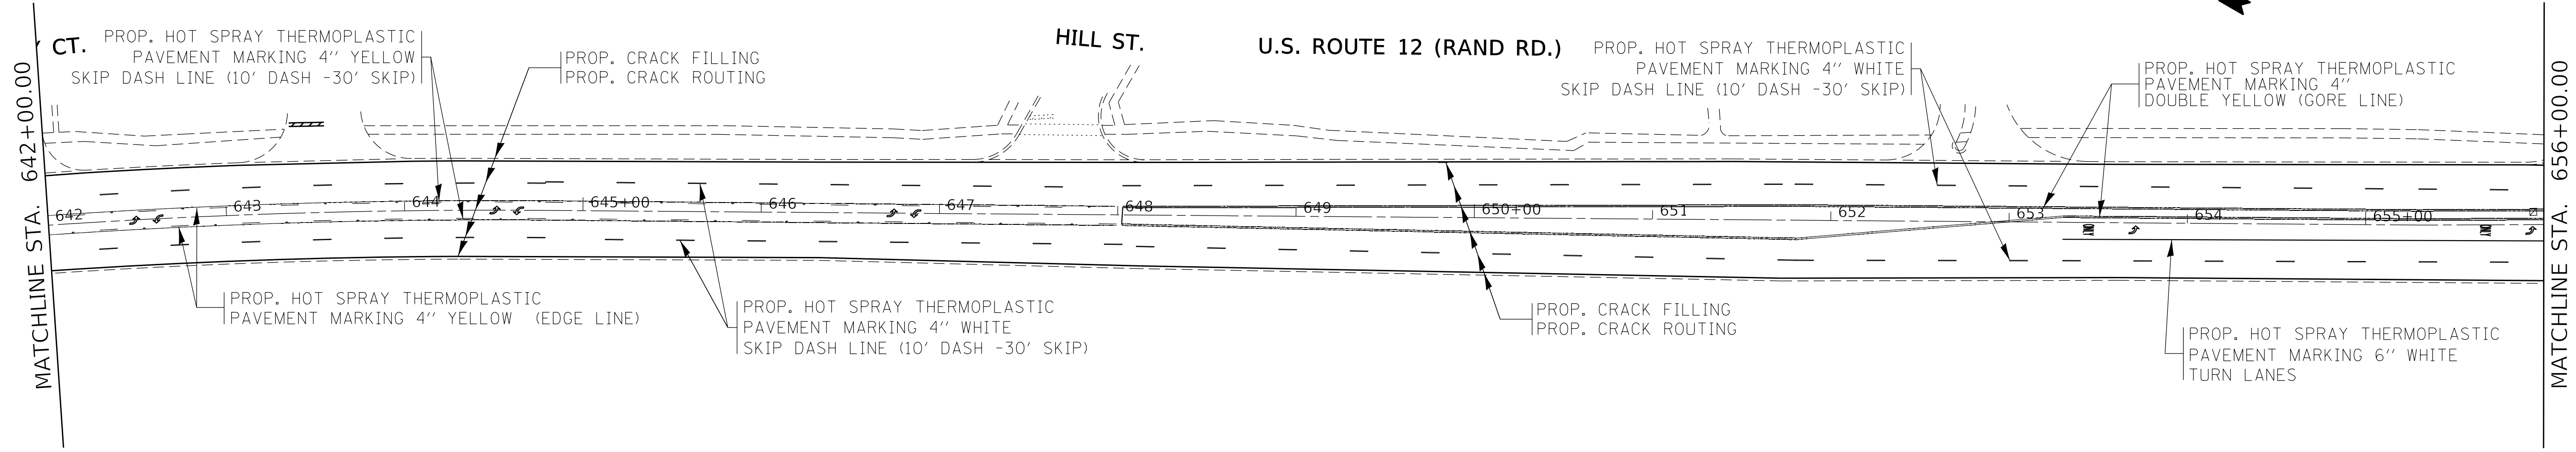 MATCHLINE STA. 642+00.00
CT.
PROP. HOT SPRAY THERMOPLASTIC
PAVEMENT MARKING 4" YELLOW
SKIP DASH LINE (10' DASH -30' SKIP)
PROP. CRACK FILLING
PROP. CRACK ROUTING
HILL ST.
U.S. ROUTE 12 (RAND RD.)
PROP. HOT SPRAY THERMOPLASTIC
PAVEMENT MARKING 4" WHITE
SKIP DASH LINE (10' DASH -30' SKIP)
PROP. HOT SPRAY THERMOPLASTIC
PAVEMENT MARKING 4"
DOUBLE YELLOW (GORE LINE)
642
643
644
645+00
646
647
648
649
650+00
651
652
653
654
655+00
PROP. HOT SPRAY THERMOPLASTIC
PAVEMENT MARKING 4" YELLOW (EDGE LINE)
PROP. HOT SPRAY THERMOPLASTIC
PAVEMENT MARKING 4" WHITE
SKIP DASH LINE (10' DASH -30' SKIP)
PROP. CRACK FILLING
PROP. CRACK ROUTING
PROP. HOT SPRAY THERMOPLASTIC
PAVEMENT MARKING 6" WHITE
TURN LANES
MATCHLINE STA. 656+00.00